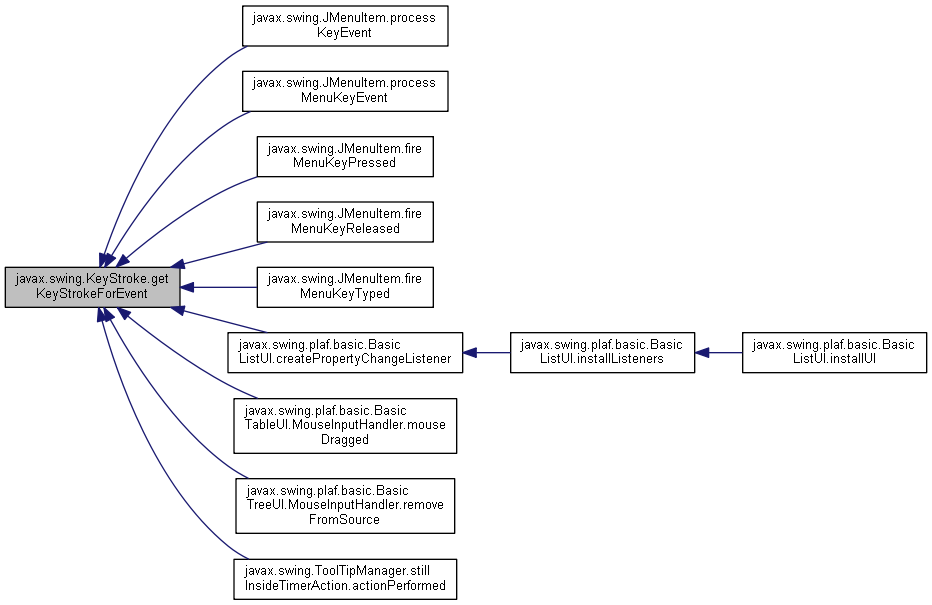 javax.swing.JMenuItem.process
KeyEvent
javax.swing.JMenuItem.process
MenuKeyEvent
javax.swing.JMenuItem.fire
MenuKeyPressed
javax.swing.JMenuItem.fire
MenuKeyReleased
javax.swing.KeyStroke.get
KeyStrokeForEvent
javax.swing.JMenuItem.fire
MenuKeyTyped
javax.swing.plaf.basic.Basic
ListUI.createPropertyChangeListener
javax.swing.plaf.basic.Basic
ListUI.installListeners
javax.swing.plaf.basic.Basic
ListUI.installUI
javax.swing.plaf.basic.Basic
TableUI.MouseInputHandler.mouse
Dragged
javax.swing.plaf.basic.Basic
TreeUI.MouseInputHandler.remove
FromSource
javax.swing.ToolTipManager.still
InsideTimerAction.actionPerformed